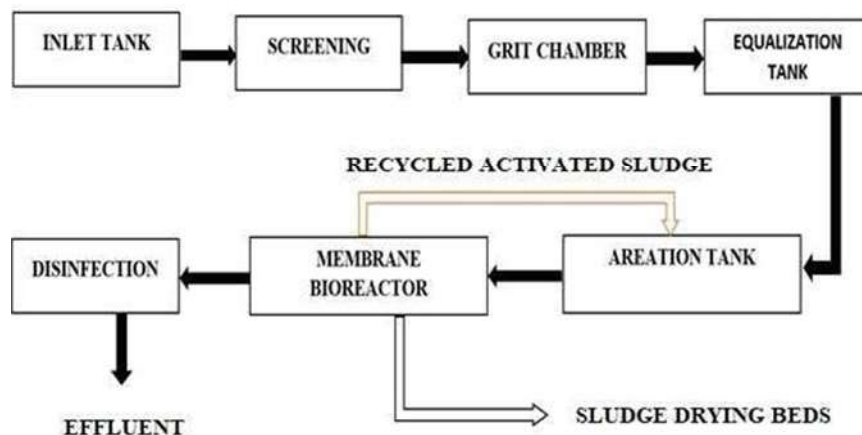 INLET TANK
SCREENING
GRIT CHAMBER
EQUALIZATION
TANK
RECYCLED ACTIVATED SLUDGE
DISINFECTION
MEMBRANE
BIOREACTOR
AREATION TANK
EFFLUENT
SLUDGE DRYING BEDS